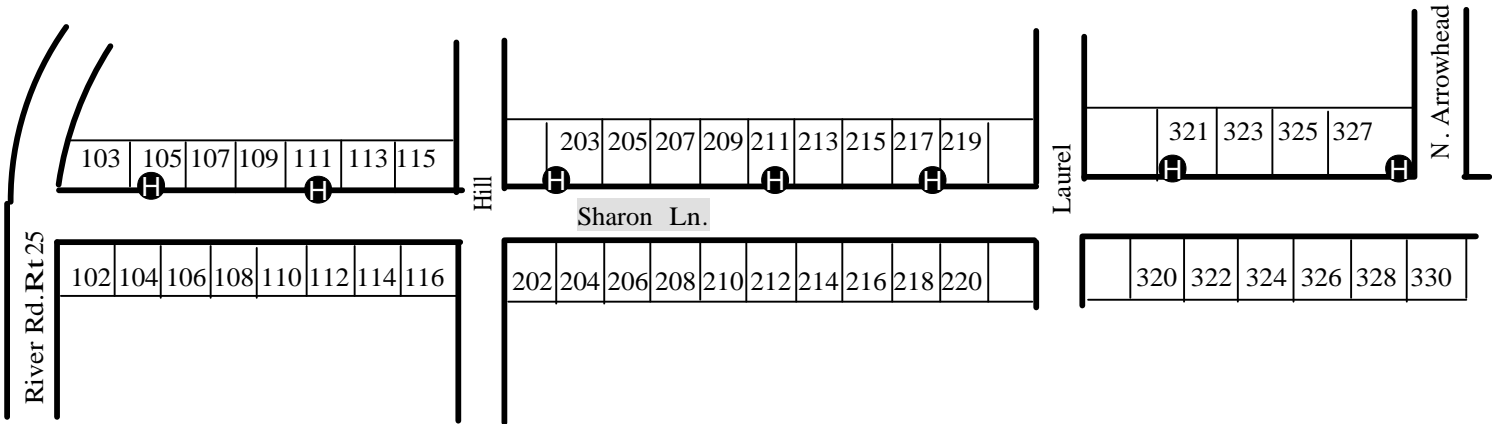 N. Arrowhead
103 105 107 109 111 113 115
203 205 207 209 211 213 215 217 219
321 323 325 327
H H
H H H
H H
Hill
Laurel
Sharon Ln.
River Rd. Rt 25
102 104 106 108 110 112 114 116
202 204 206 208 210 212 214 216 218 220
320 322 324 326 328 330